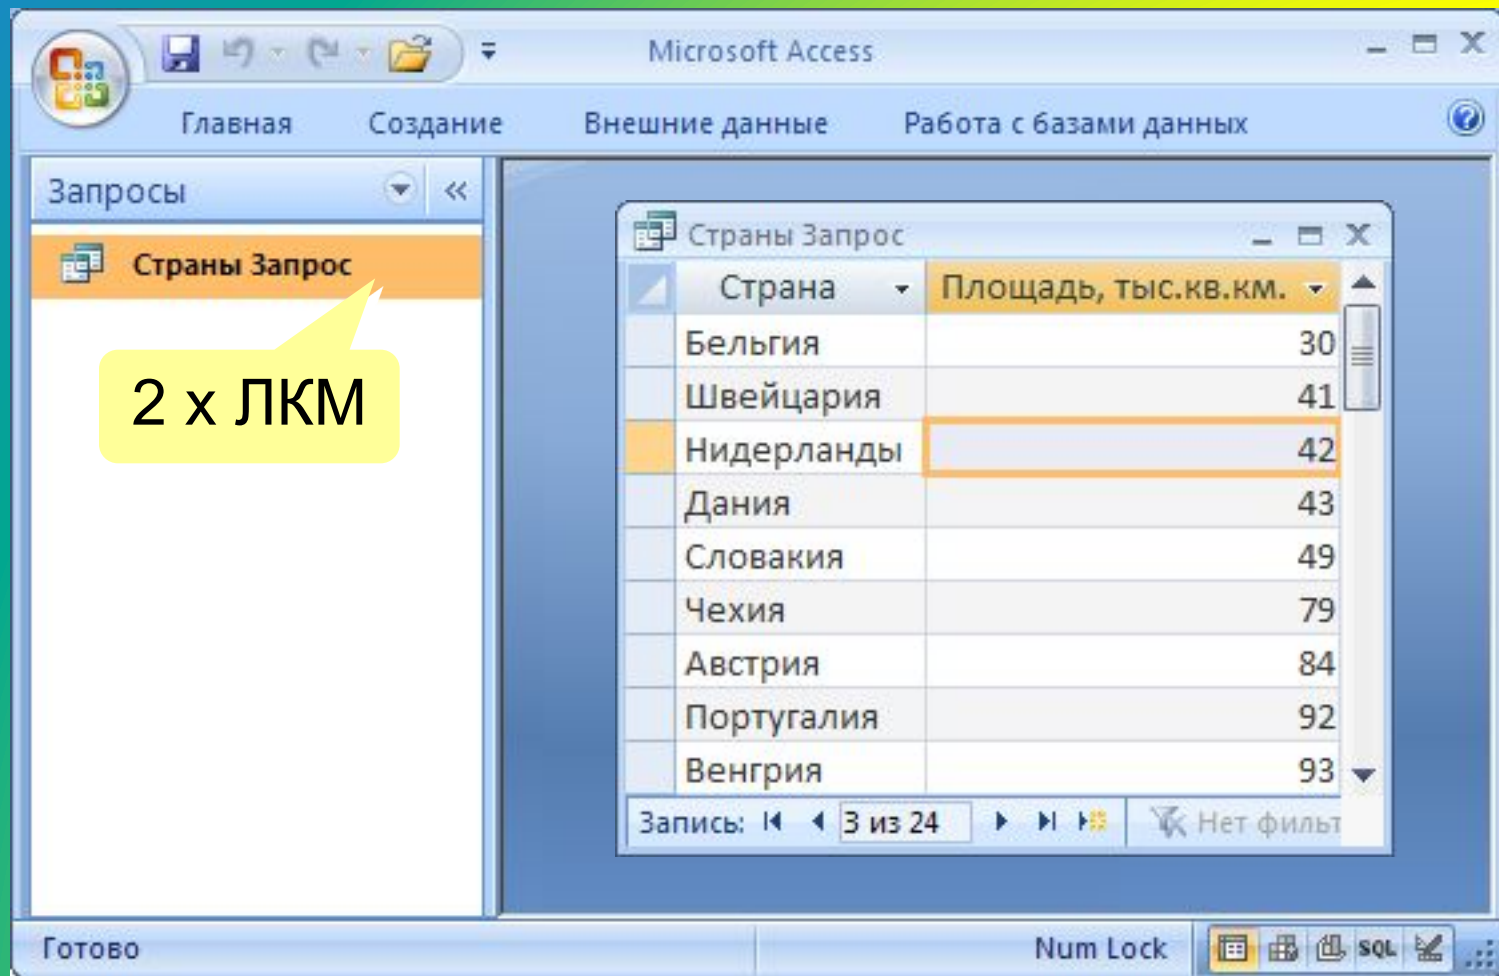 Microsoft Access
Главная Создание Внешние данные Работа с базами данных
Запросы
Страны Запрос
2 x ЛКМ
Страны Запрос
Страна Площадь, тыс.кв.км.
Бельгия 30
Швейцария 41
Нидерланды 42
Дания 43
Словакия 49
Чехия 79
Австрия 84
Португалия 92
Венгрия 93
Запись: 3 из 24 Нет фильт
Готово Num Lock SQL